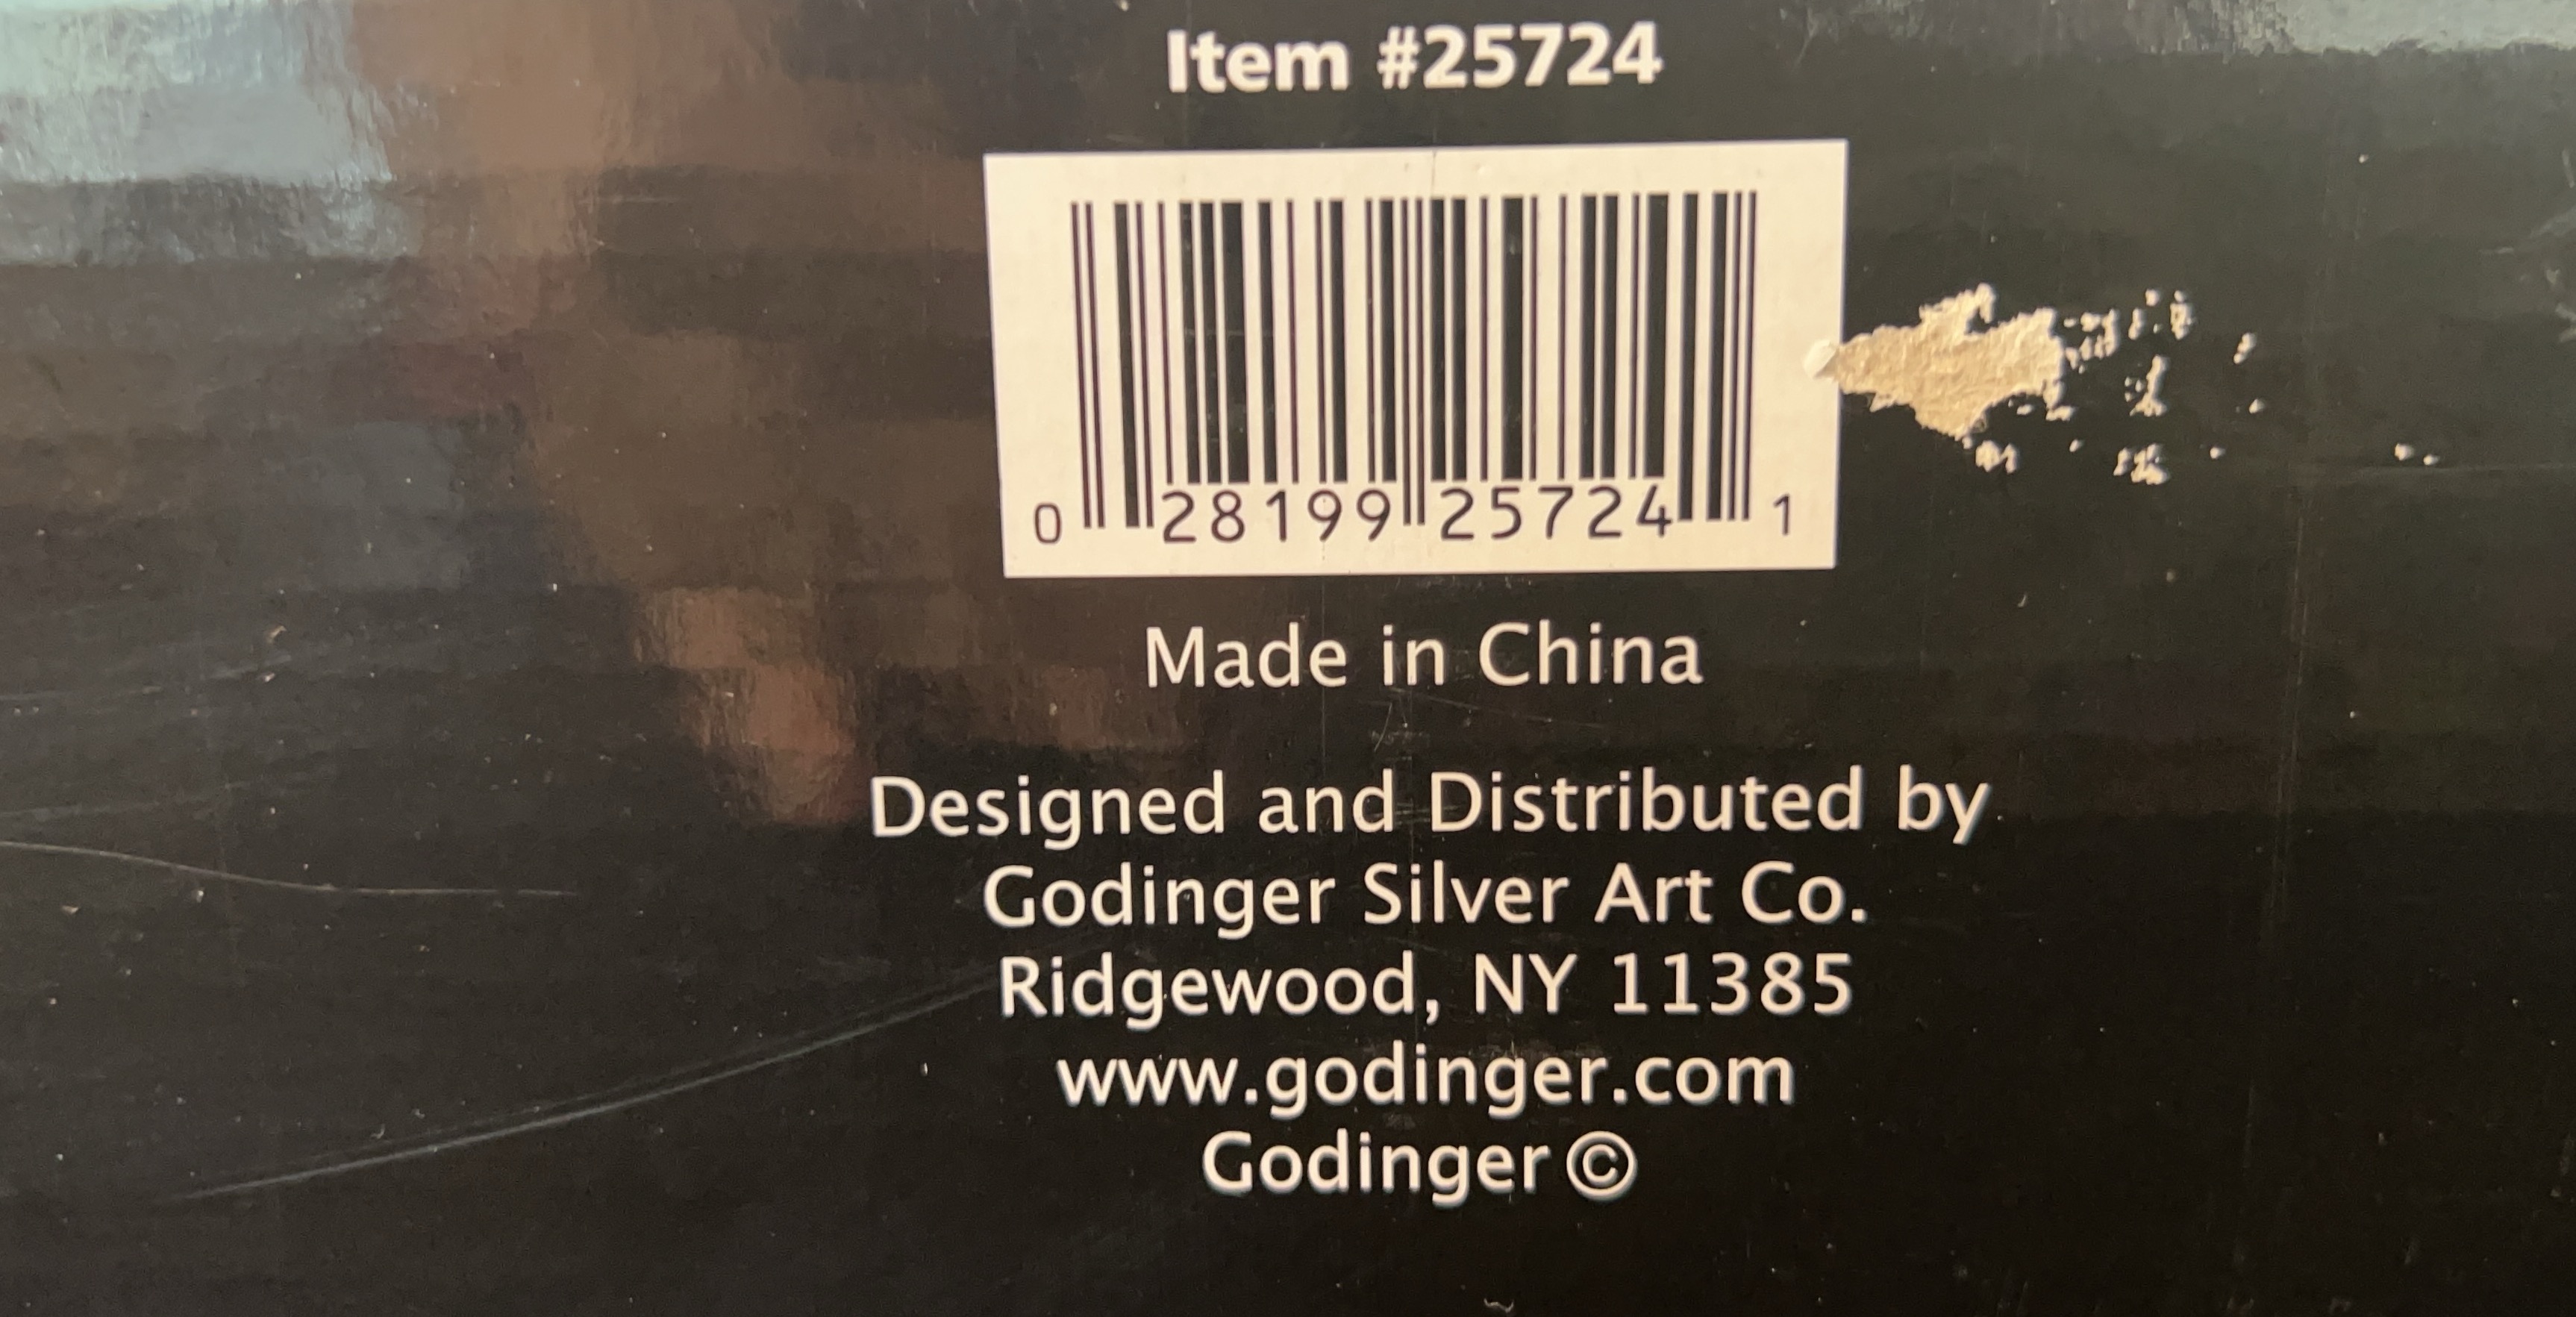 Item #25724
0 28199 25724 1
Made in China
Designed and Distributed by
Godinger Silver Art Co.
Ridgewood, NY 11385
www.godinger.com
Godinger ©